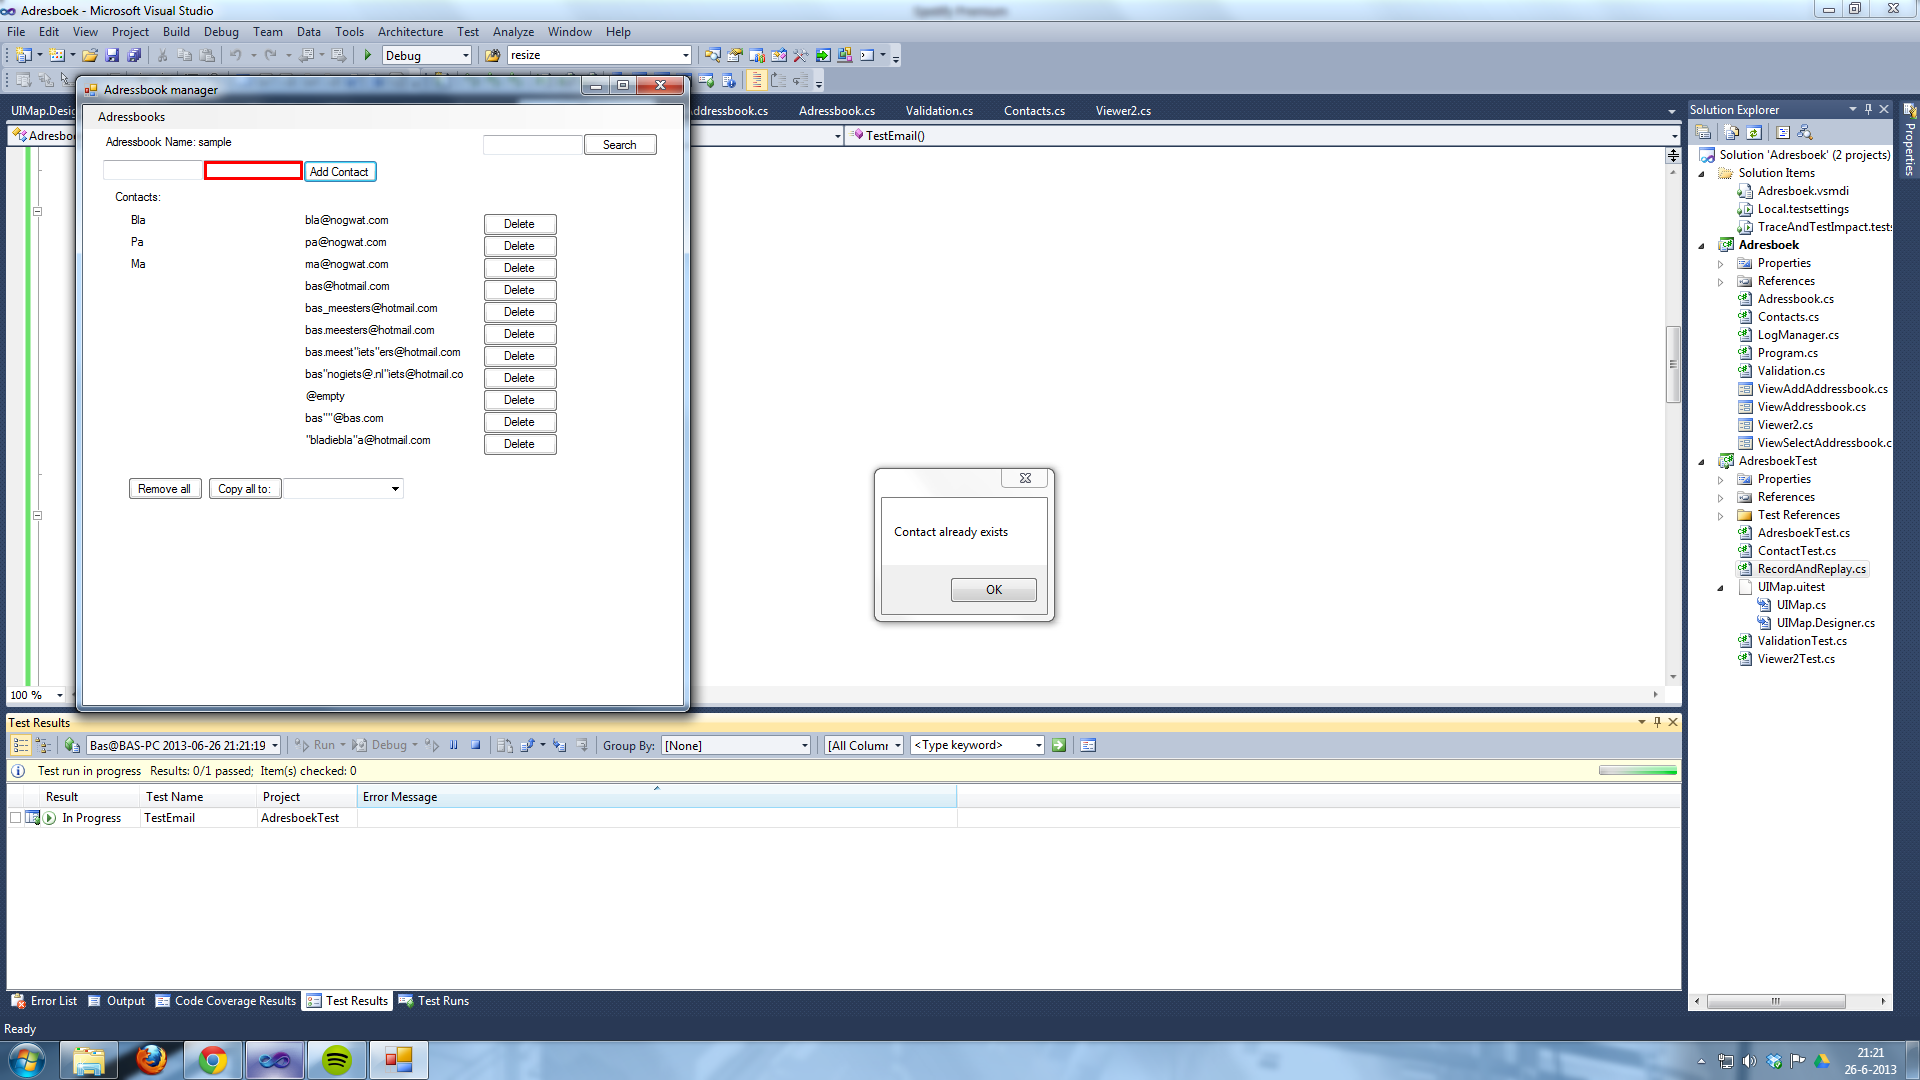 Adresboek - Microsoft Visual Studio
File Edit View Project Build Debug Team Data Tools Architecture Test Analyze Window Help
Debug resize
Adressbook manager
UIMap.Desig
ddressbook.cs Adressbook.cs Validation.cs Contacts.cs Viewer2.cs
Adresboo
TestEmail()
Adressbooks
Adressbook Name: sample
Search
Add Contact
Contacts:
Bla bla@nogwat.com Delete
Pa pa@nogwat.com Delete
Ma ma@nogwat.com Delete
bas@hotmail.com Delete
bas_meesters@hotmail.com Delete
bas.meesters@hotmail.com Delete
bas.meest"iets"ers@hotmail.com Delete
bas"nogiets@.nl"iets@hotmail.co Delete
@empty Delete
bas""@bas.com Delete
"bladiebla"a@hotmail.com Delete
Remove all Copy all to:
Contact already exists
OK
100 %
Solution Explorer
Properties
Solution 'Adresboek' (2 projects)
Solution Items
Adresboek.vsmdi
Local.testsettings
TraceAndTestImpact.tests
Adresboek
Properties
References
Adressbook.cs
Contacts.cs
LogManager.cs
Program.cs
Validation.cs
ViewAddAddressbook.cs
ViewAddressbook.cs
Viewer2.cs
ViewSelectAddressbook.c
AdresboekTest
Properties
References
Test References
AdresboekTest.cs
ContactTest.cs
RecordAndReplay.cs
UIMap.uitest
UIMap.cs
UIMap.Designer.cs
ValidationTest.cs
Viewer2Test.cs
Test Results
Bas@BAS-PC 2013-06-26 21:21:19 Run Debug Group By: [None] [All Column <Type keyword>
Test run in progress Results: 0/1 passed; Item(s) checked: 0
Result Test Name Project Error Message
In Progress TestEmail AdresboekTest
Error List Output Code Coverage Results Test Results Test Runs
Ready
21:21
26-6-2013